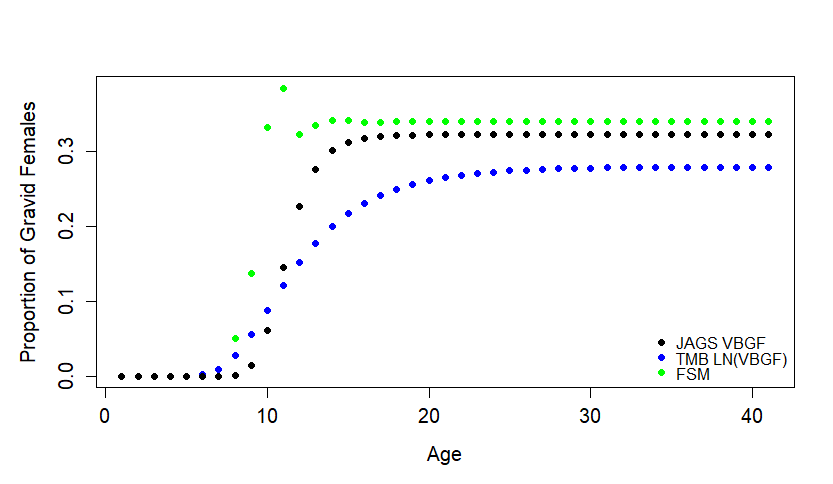 Proportion of Gravid Females
0.3
0.2
0.1
0.0
JAGS VBGF
TMB LN(VBGF)
FSM
0 10 20 30 40
Age